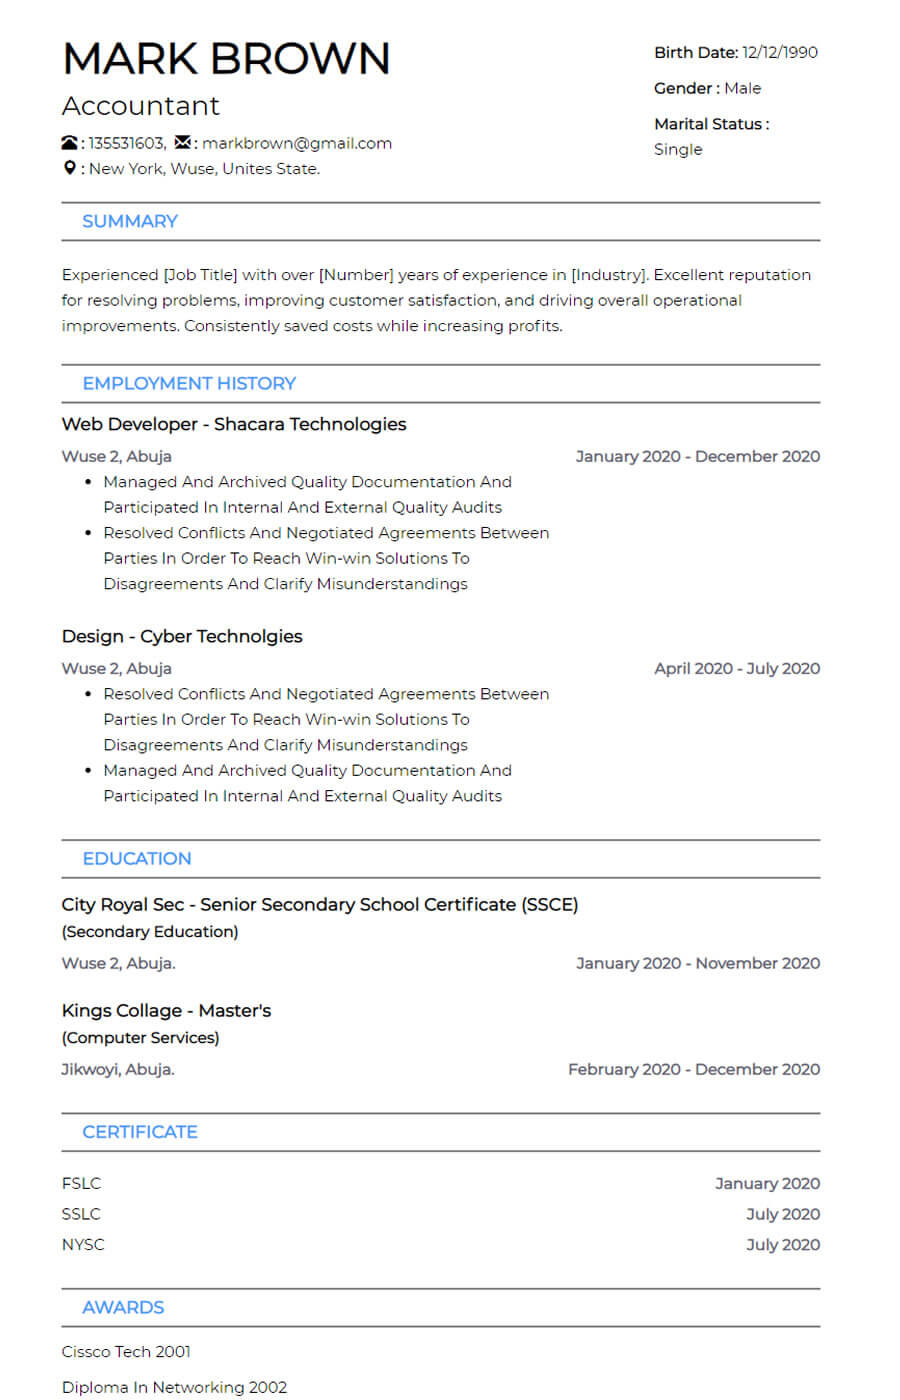 MARK BROWN
Accountant
: 135531603, : markbrown@gmail.com
: New York, Wuse, Unites State.
Birth Date: 12/12/1990
Gender : Male
Marital Status :
Single
SUMMARY
Experienced [Job Title] with over [Number] years of experience in [Industry]. Excellent reputation
for resolving problems, improving customer satisfaction, and driving overall operational
improvements. Consistently saved costs while increasing profits.
EMPLOYMENT HISTORY
Web Developer - Shacara Technologies
Wuse 2, Abuja January 2020 - December 2020
• Managed And Archived Quality Documentation And
Participated In Internal And External Quality Audits
• Resolved Conflicts And Negotiated Agreements Between
Parties In Order To Reach Win-win Solutions To
Disagreements And Clarify Misunderstandings
Design - Cyber Technolgies
Wuse 2, Abuja April 2020 - July 2020
• Resolved Conflicts And Negotiated Agreements Between
Parties In Order To Reach Win-win Solutions To
Disagreements And Clarify Misunderstandings
• Managed And Archived Quality Documentation And
Participated In Internal And External Quality Audits
EDUCATION
City Royal Sec - Senior Secondary School Certificate (SSCE)
(Secondary Education)
Wuse 2, Abuja. January 2020 - November 2020
Kings Collage - Master's
(Computer Services)
Jikwoyi, Abuja. February 2020 - December 2020
CERTIFICATE
FSLC January 2020
SSLC July 2020
NYSC July 2020
AWARDS
Cissco Tech 2001
Diploma In Networking 2002